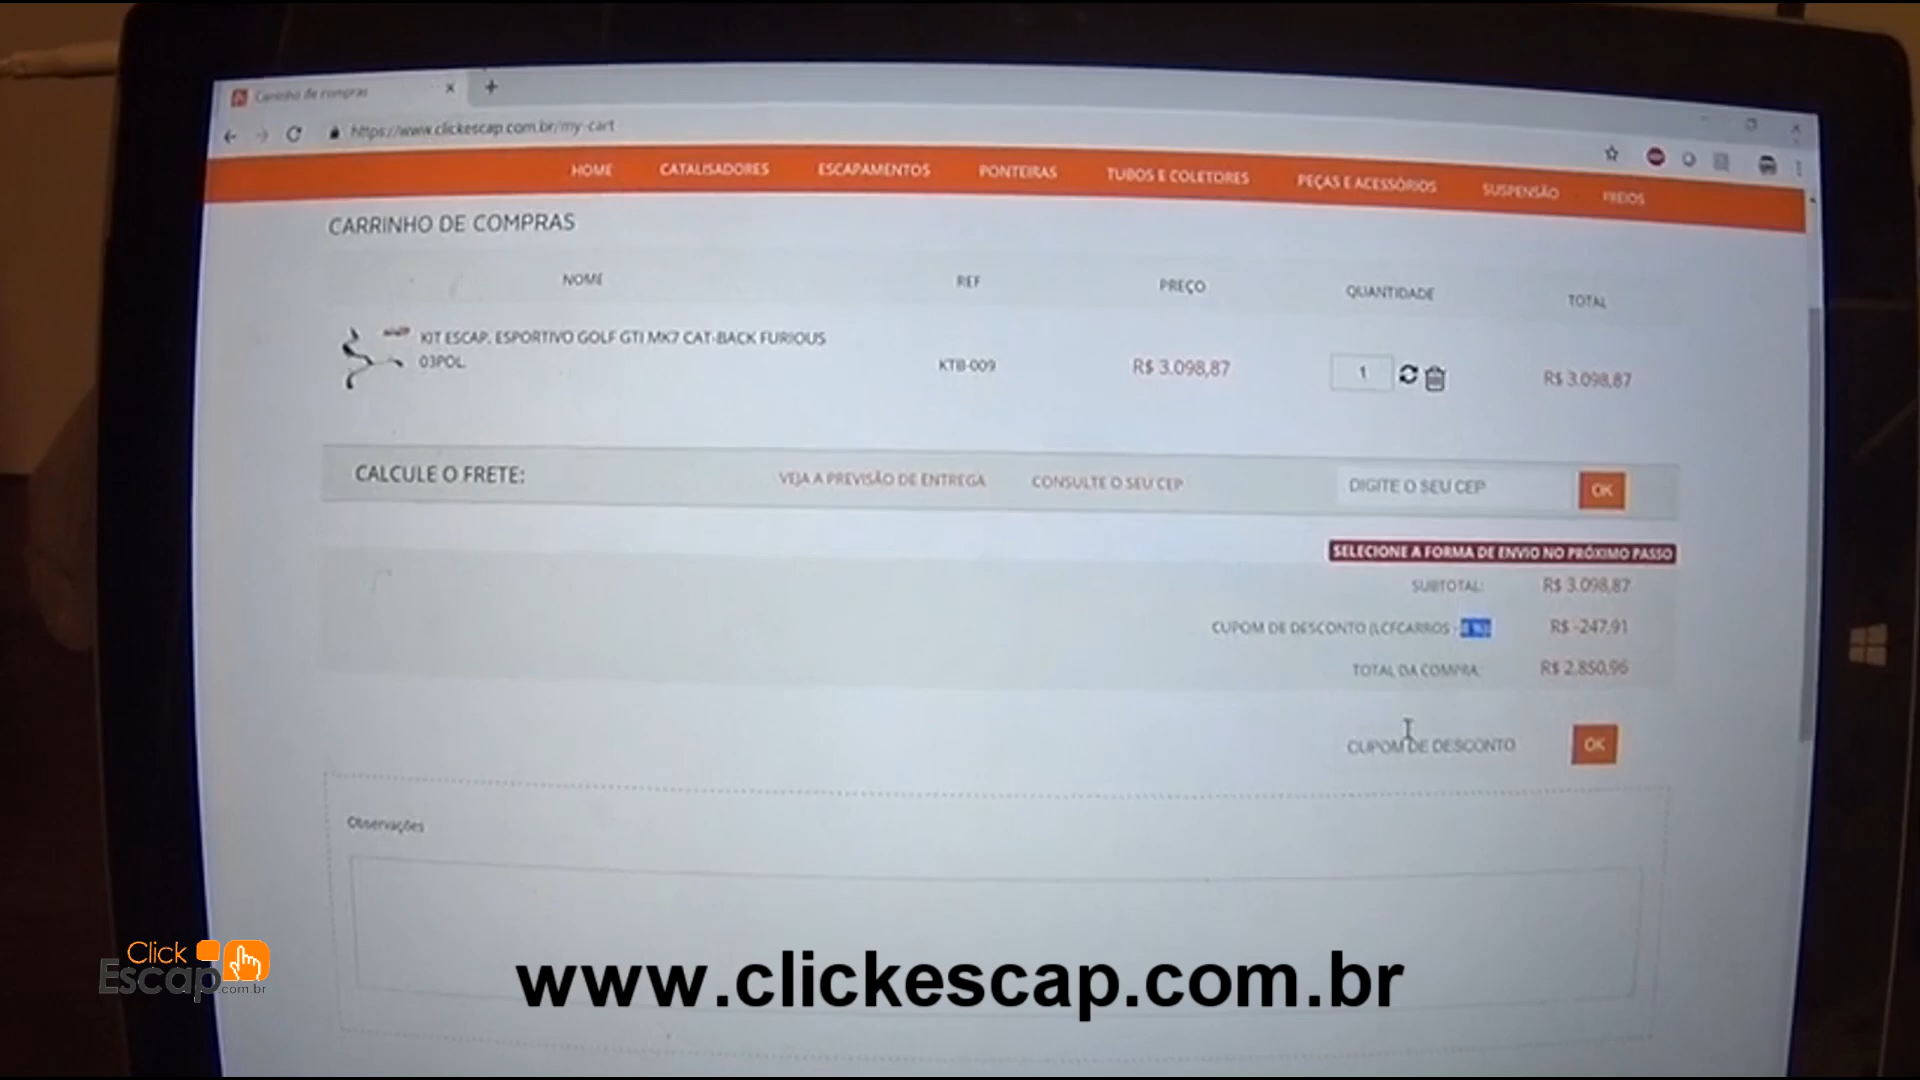 Carrinho de compras
https://www.clickescap.com.br/my-cart
HOME CATALISADORES ESCAPAMENTOS PONTEIRAS TUBOS E COLETORES PEÇAS E ACESSÓRIOS SUSPENSÃO FREIOS
CARRINHO DE COMPRAS
NOME REF PREÇO QUANTIDADE TOTAL
KIT ESCAP. ESPORTIVO GOLF GTI MK7 CAT-BACK FURIOUS
03POL.
KTB-009 R$ 3.098,87 1 R$ 3.098,87
CALCULE O FRETE: VEJA A PREVISÃO DE ENTREGA CONSULTE O SEU CEP DIGITE O SEU CEP OK
SELECIONE A FORMA DE ENVIO NO PRÓXIMO PASSO
SUBTOTAL: R$ 3.098,87
CUPOM DE DESCONTO (LCFCARROS - 8 %): R$ -247,91
TOTAL DA COMPRA: R$ 2.850,96
CUPOM DE DESCONTO OK
Observações
Click
Escap
.com.br
www.clickescap.com.br